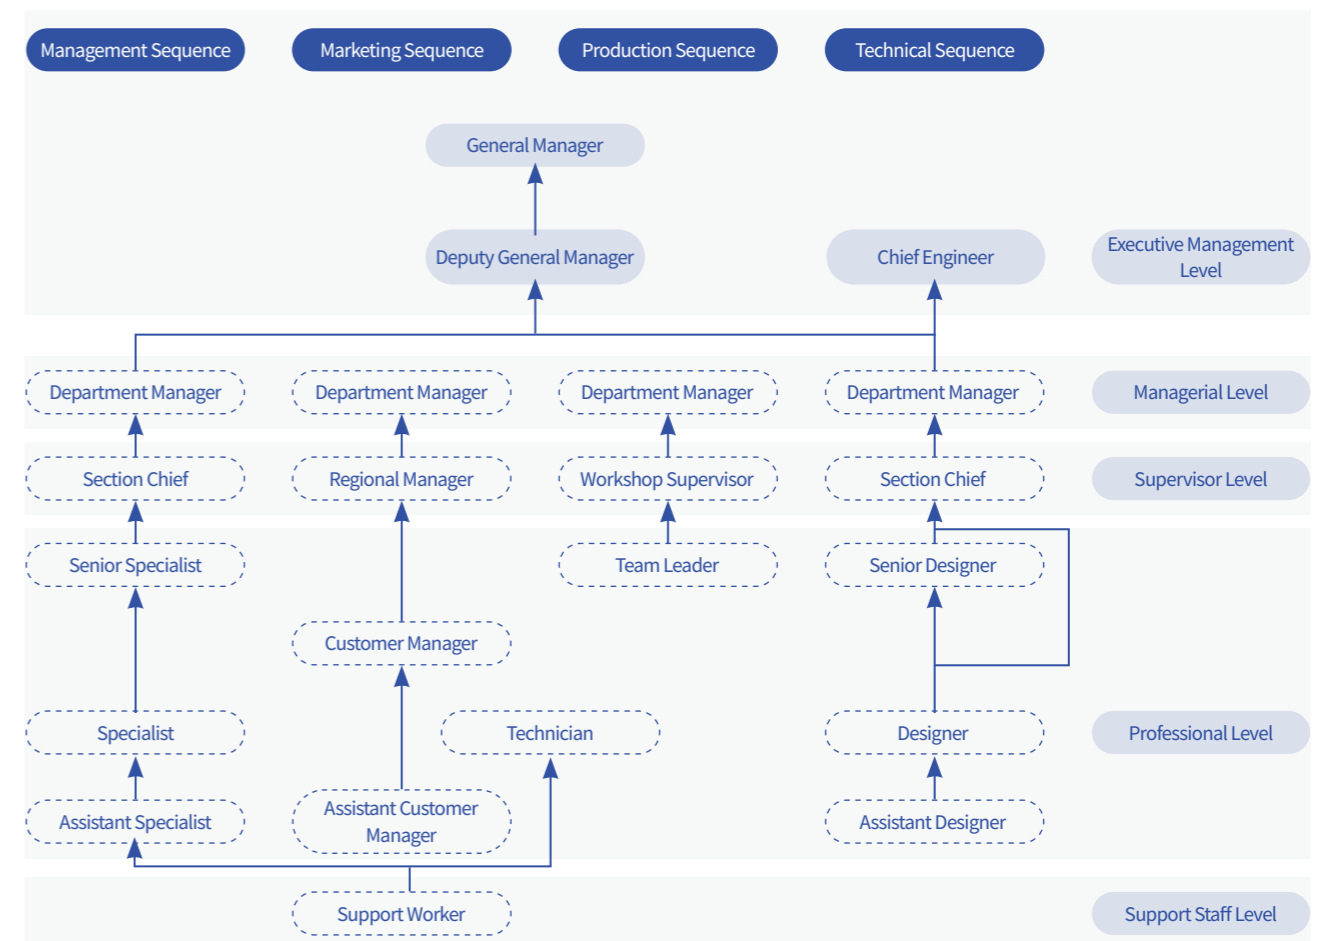 Management Sequence
Marketing Sequence
Production Sequence
Technical Sequence
General Manager
Deputy General Manager
Chief Engineer
Executive Management
Level
Department Manager
Department Manager
Department Manager
Department Manager
Managerial Level
Section Chief
Regional Manager
Workshop Supervisor
Section Chief
Supervisor Level
Senior Specialist
Team Leader
Senior Designer
Customer Manager
Specialist
Technician
Designer
Professional Level
Assistant Specialist
Assistant Customer
Manager
Assistant Designer
Support Worker
Support Staff Level